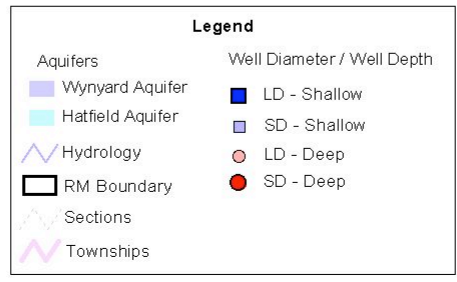 Legend
Aquifers
Wynyard Aquifer
Hatfield Aquifer
Hydrology
RM Boundary
Sections
Townships
Well Diameter / Well Depth
LD - Shallow
SD - Shallow
LD - Deep
SD - Deep